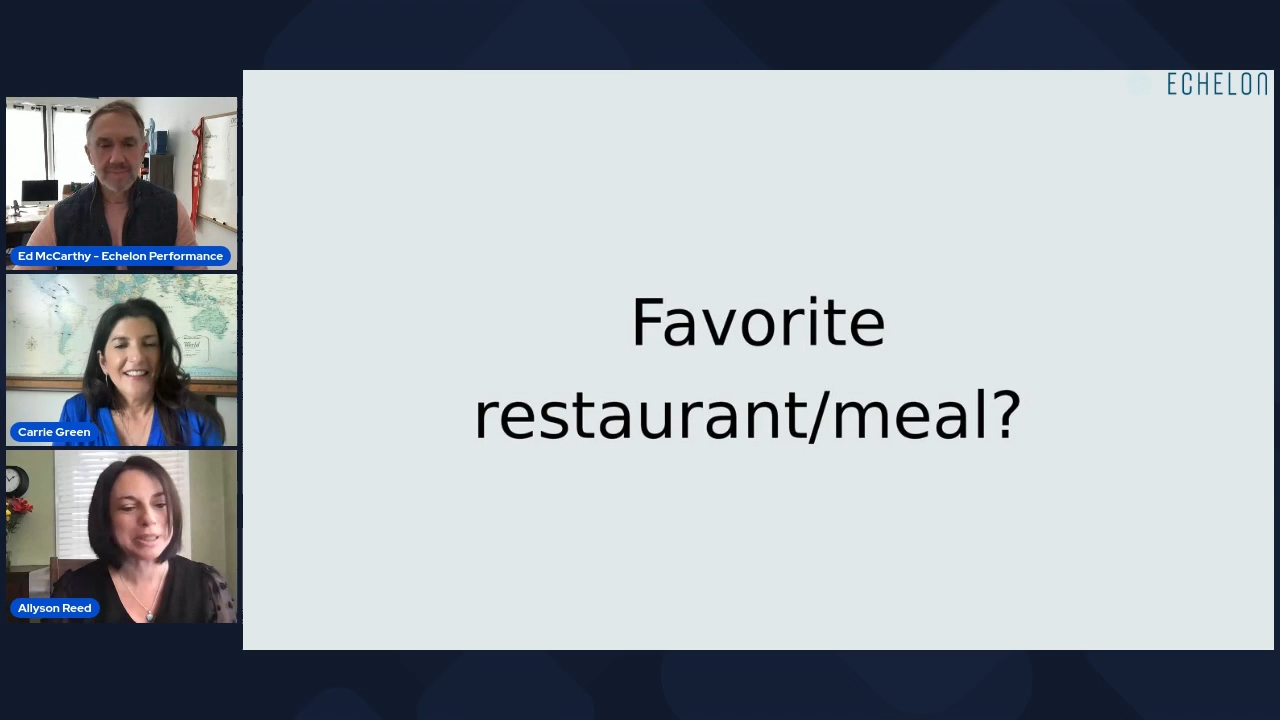 ECHELON
Ed McCarthy - Echelon Performance
Carrie Green
Allyson Reed
Favorite
restaurant/meal?